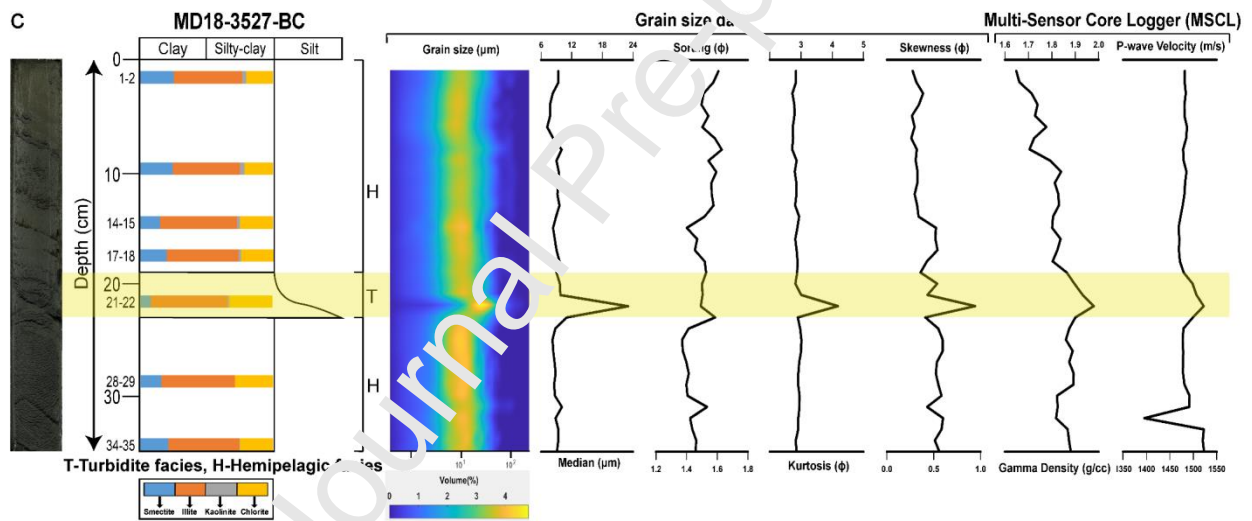 C
MD18-3527-BC
Clay Silty-clay Silt
Grain size da
Grain size (µm)
6 12 18 24
Sorting (ϕ)
3 4 5
Skewness (ϕ)
Multi-Sensor Core Logger (MSCL)
1.6 1.7 1.8 1.9 2.0
P-wave Velocity (m/s)
0
1-2
10
14-15
17-18
20
21-22
28-29
30
34-35
Depth (cm)
H
T
H
Journal Pre-p
T-Turbidite facies, H-Hemipelagic facies
Smectite Illite Kaolinite Chlorite
10¹ 10²
Volume(%)
0 1 2 3 4
Median (µm)
1.2 1.4 1.6 1.8
Kurtosis (ϕ)
0.0 0.5 1.0
Gamma Density (g/cc)
1350 1400 1450 1500 1550